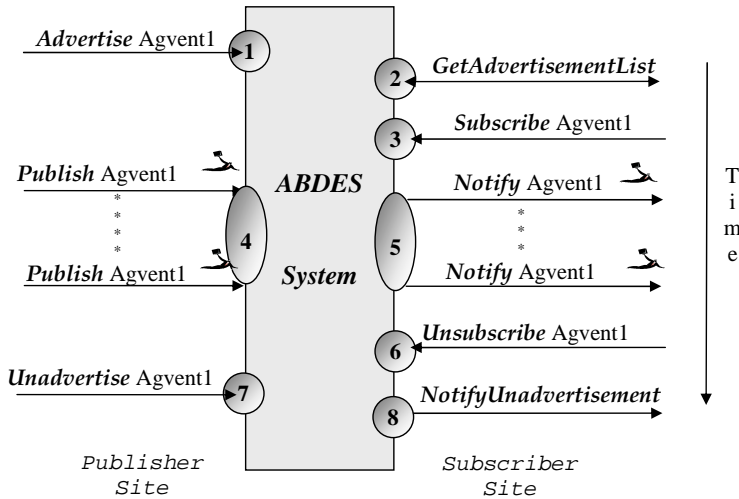 Advertise Agvent1
1
2
GetAdvertisementList
3
Subscribe Agvent1
Publish Agvent1
*
*
*
*
Publish Agvent1
4
ABDES
System
Notify Agvent1
*
*
*
Notify Agvent1
5
6
Unsubscribe Agvent1
Unadvertise Agvent1
7
8
NotifyUnadvertisement
T
i
m
e
Publisher
Site
Subscriber
Site